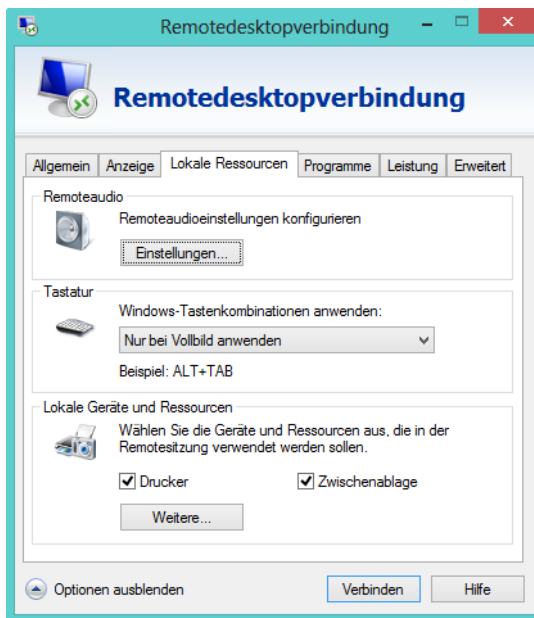 Remotedesktopverbindung
Remotedesktopverbindung
Allgemein Anzeige Lokale Ressourcen Programme Leistung Erweitert
Remoteaudio
Remoteaudioeinstellungen konfigurieren
Einstellungen...
Tastatur
Windows-Tastenkombinationen anwenden:
Nur bei Vollbild anwenden
Beispiel: ALT+TAB
Lokale Geräte und Ressourcen
Wählen Sie die Geräte und Ressourcen aus, die in der
Remotesitzung verwendet werden sollen.
Drucker Zwischenablage
Weitere...
Optionen ausblenden Verbinden Hilfe